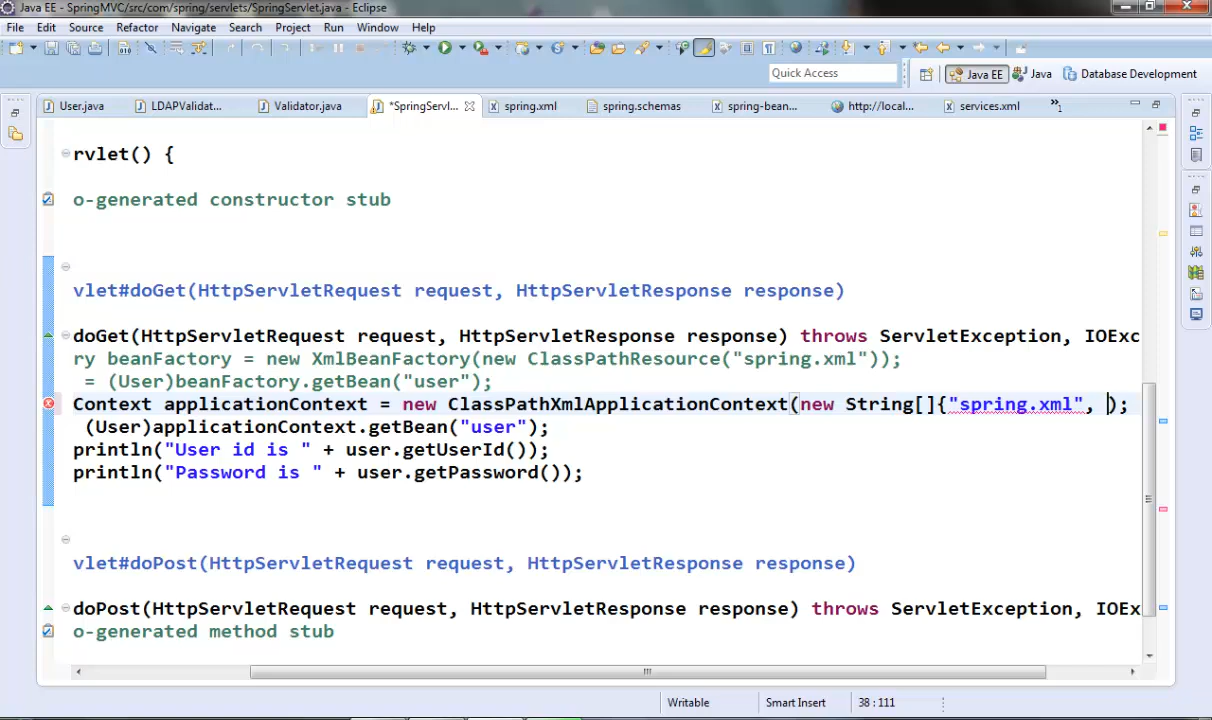 Java EE - SpringMVC/src/com/spring/servlets/SpringServlet.java - Eclipse
File Edit Source Refactor Navigate Search Project Run Window Help
Quick Access
Java EE
Java
Database Development
User.java
LDAPValidat...
Validator.java
*SpringServl...
spring.xml
spring.schemas
spring-bean...
http://local...
services.xml
»1
rvlet() {
o-generated constructor stub
vlet#doGet(HttpServletRequest request, HttpServletResponse response)
doGet(HttpServletRequest request, HttpServletResponse response) throws ServletException, IOExc
ry beanFactory = new XmlBeanFactory(new ClassPathResource("spring.xml"));
= (User)beanFactory.getBean("user");
Context applicationContext = new ClassPathXmlApplicationContext(new String[]{"spring.xml", );
(User)applicationContext.getBean("user");
println("User id is " + user.getUserId());
println("Password is " + user.getPassword());
vlet#doPost(HttpServletRequest request, HttpServletResponse response)
doPost(HttpServletRequest request, HttpServletResponse response) throws ServletException, IOEx
o-generated method stub
Writable
Smart Insert
38 : 111